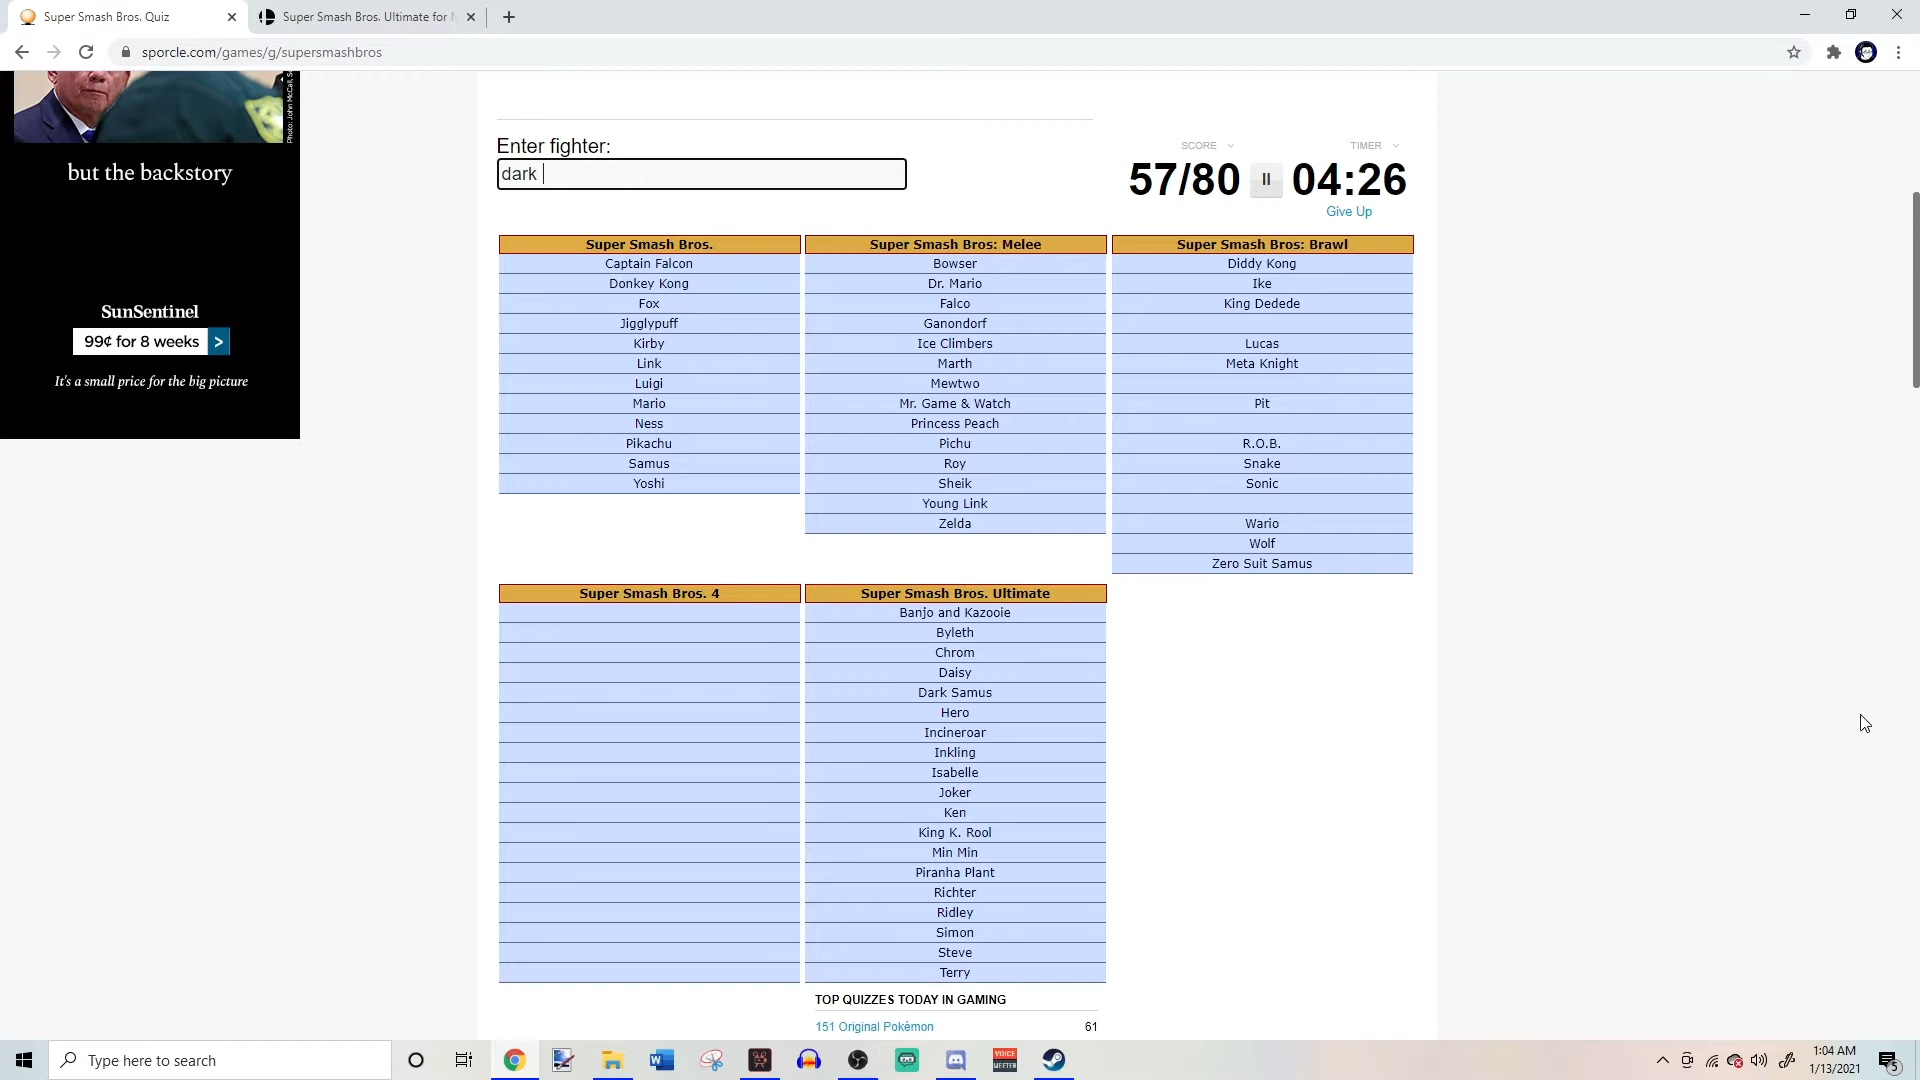 Super Smash Bros. Quiz
Super Smash Bros. Ultimate for
sporcle.com/games/g/supersmashbros
but the backstory
SunSentinel
99¢ for 8 weeks >
It's a small price for the big picture
Enter fighter:
dark
SCORE
TIMER
57/80
04:26
Give Up
Super Smash Bros.
Captain Falcon
Donkey Kong
Fox
Jigglypuff
Kirby
Link
Luigi
Mario
Ness
Pikachu
Samus
Yoshi
Super Smash Bros: Melee
Bowser
Dr. Mario
Falco
Ganondorf
Ice Climbers
Marth
Mewtwo
Mr. Game & Watch
Princess Peach
Pichu
Roy
Sheik
Young Link
Zelda
Super Smash Bros: Brawl
Diddy Kong
Ike
King Dedede
Lucas
Meta Knight
Pit
R.O.B.
Snake
Sonic
Wario
Wolf
Zero Suit Samus
Super Smash Bros. 4
Super Smash Bros. Ultimate
Banjo and Kazooie
Byleth
Chrom
Daisy
Dark Samus
Hero
Incineroar
Inkling
Isabelle
Joker
Ken
King K. Rool
Min Min
Piranha Plant
Richter
Ridley
Simon
Steve
Terry
TOP QUIZZES TODAY IN GAMING
151 Original Pokémon 61
Type here to search
VOICE
MEETER
1:04 AM
1/13/2021
5